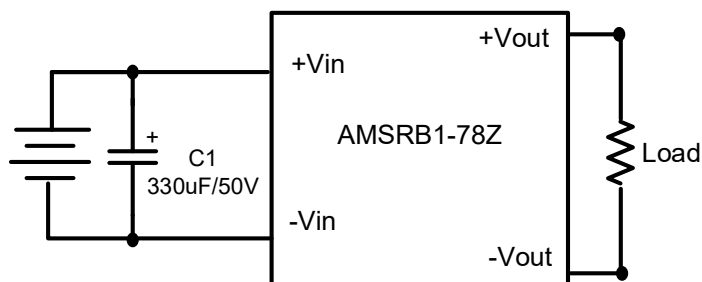 +Vout
+Vin
AMSRB1-78Z
+
C1
330uF/50V
Load
-Vin
-Vout